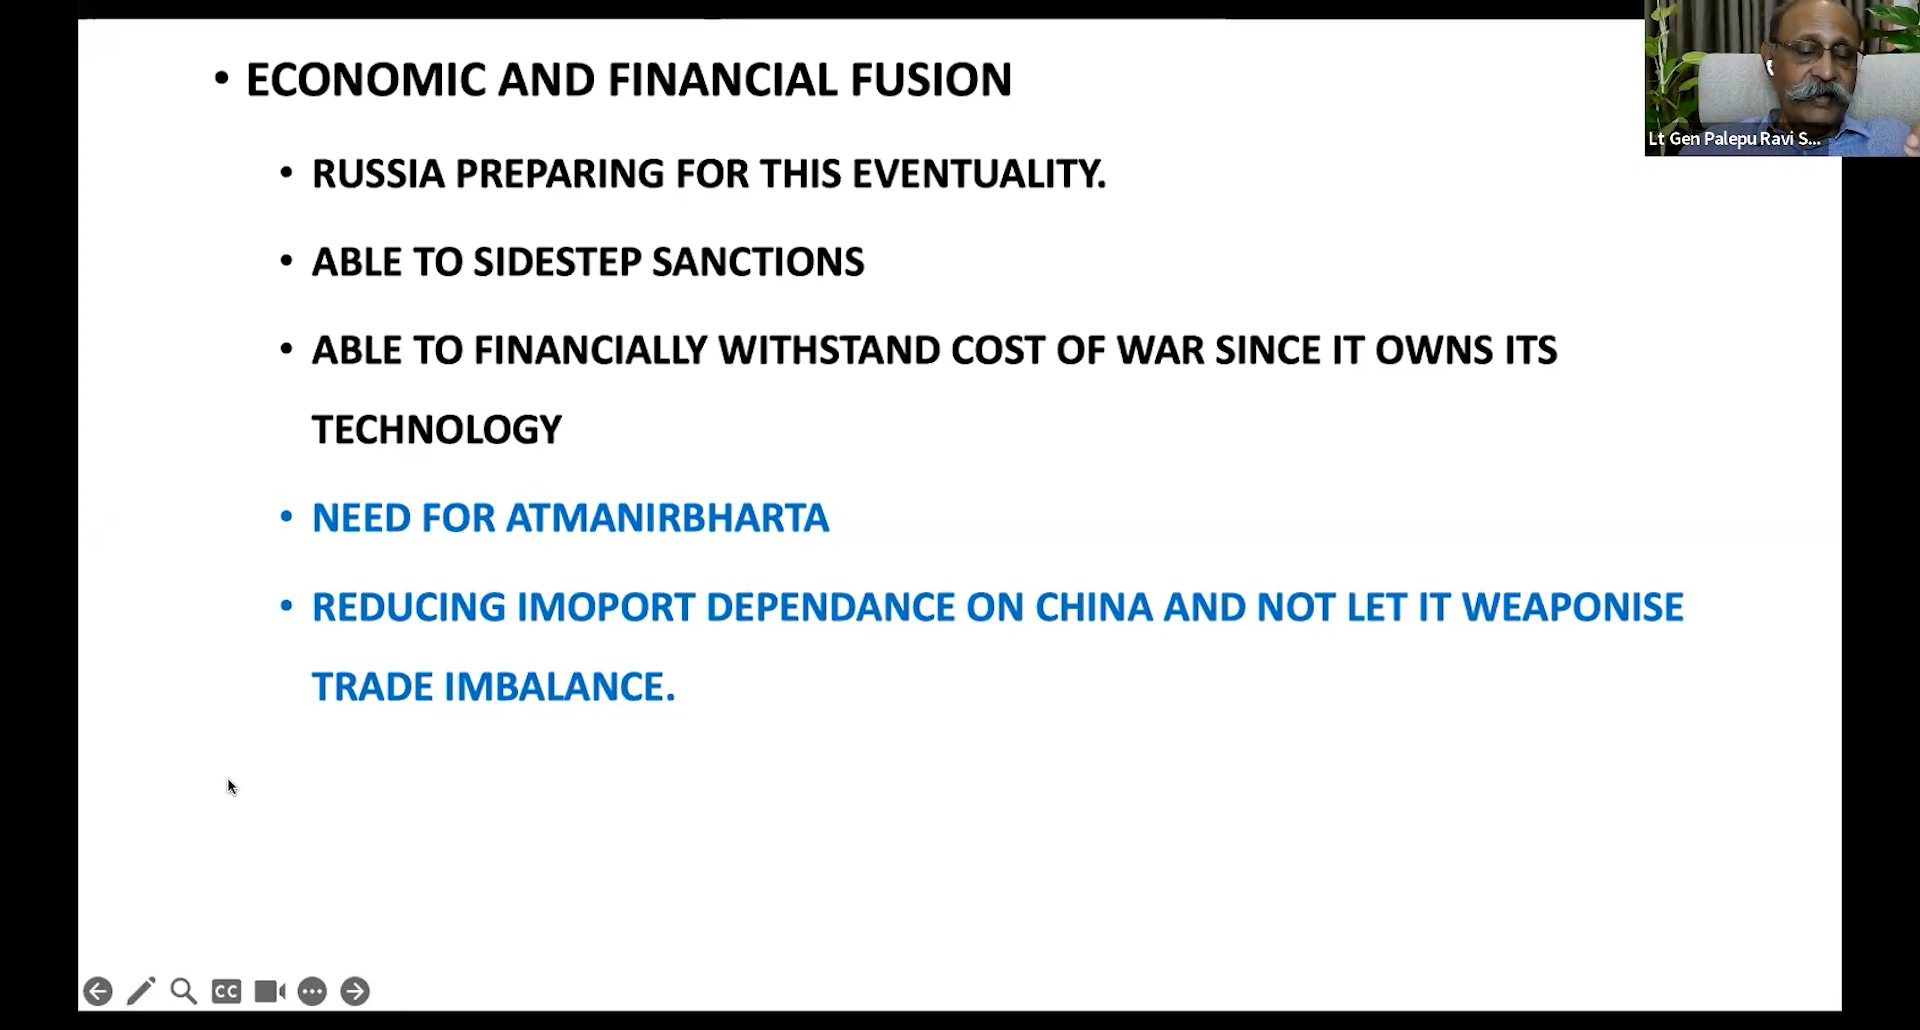 • ECONOMIC AND FINANCIAL FUSION
Lt Gen Palepu Ravi S...
• RUSSIA PREPARING FOR THIS EVENTUALITY.
• ABLE TO SIDESTEP SANCTIONS
• ABLE TO FINANCIALLY WITHSTAND COST OF WAR SINCE IT OWNS ITS
TECHNOLOGY
• NEED FOR ATMANIRBHARTA
• REDUCING IMOPORT DEPENDANCE ON CHINA AND NOT LET IT WEAPONISE
TRADE IMBALANCE.
CC